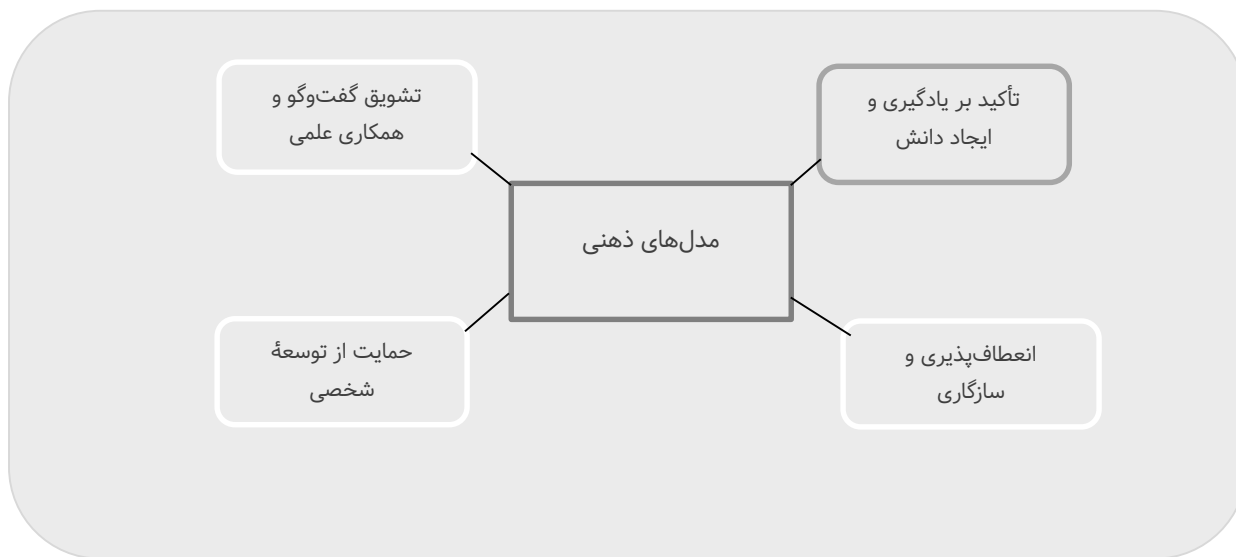 تأکید بر یادگیری و
ایجاد دانش
تشویق گفت‌وگو و
همکاری علمی
مدل‌های ذهنی
انعطاف‌پذیری و
سازگاری
حمایت از توسعهٔ
شخصی